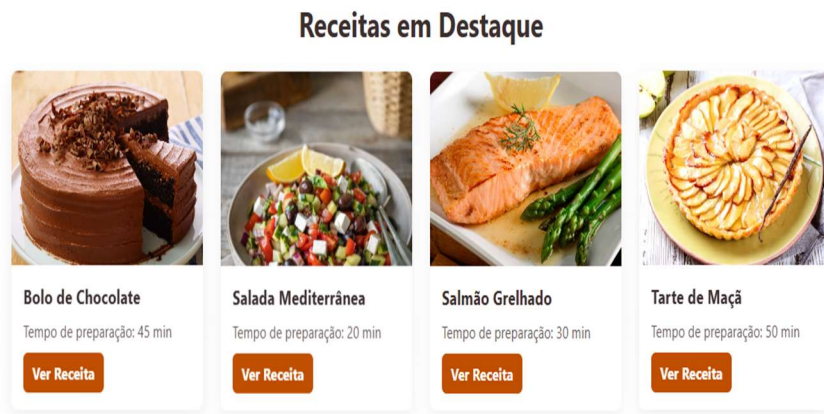 Receitas em Destaque
Bolo de Chocolate
Tempo de preparação: 45 min
Ver Receita
Salada Mediterrânea
Tempo de preparação: 20 min
Ver Receita
Salmão Grelhado
Tempo de preparação: 30 min
Ver Receita
Tarte de Maçã
Tempo de preparação: 50 min
Ver Receita